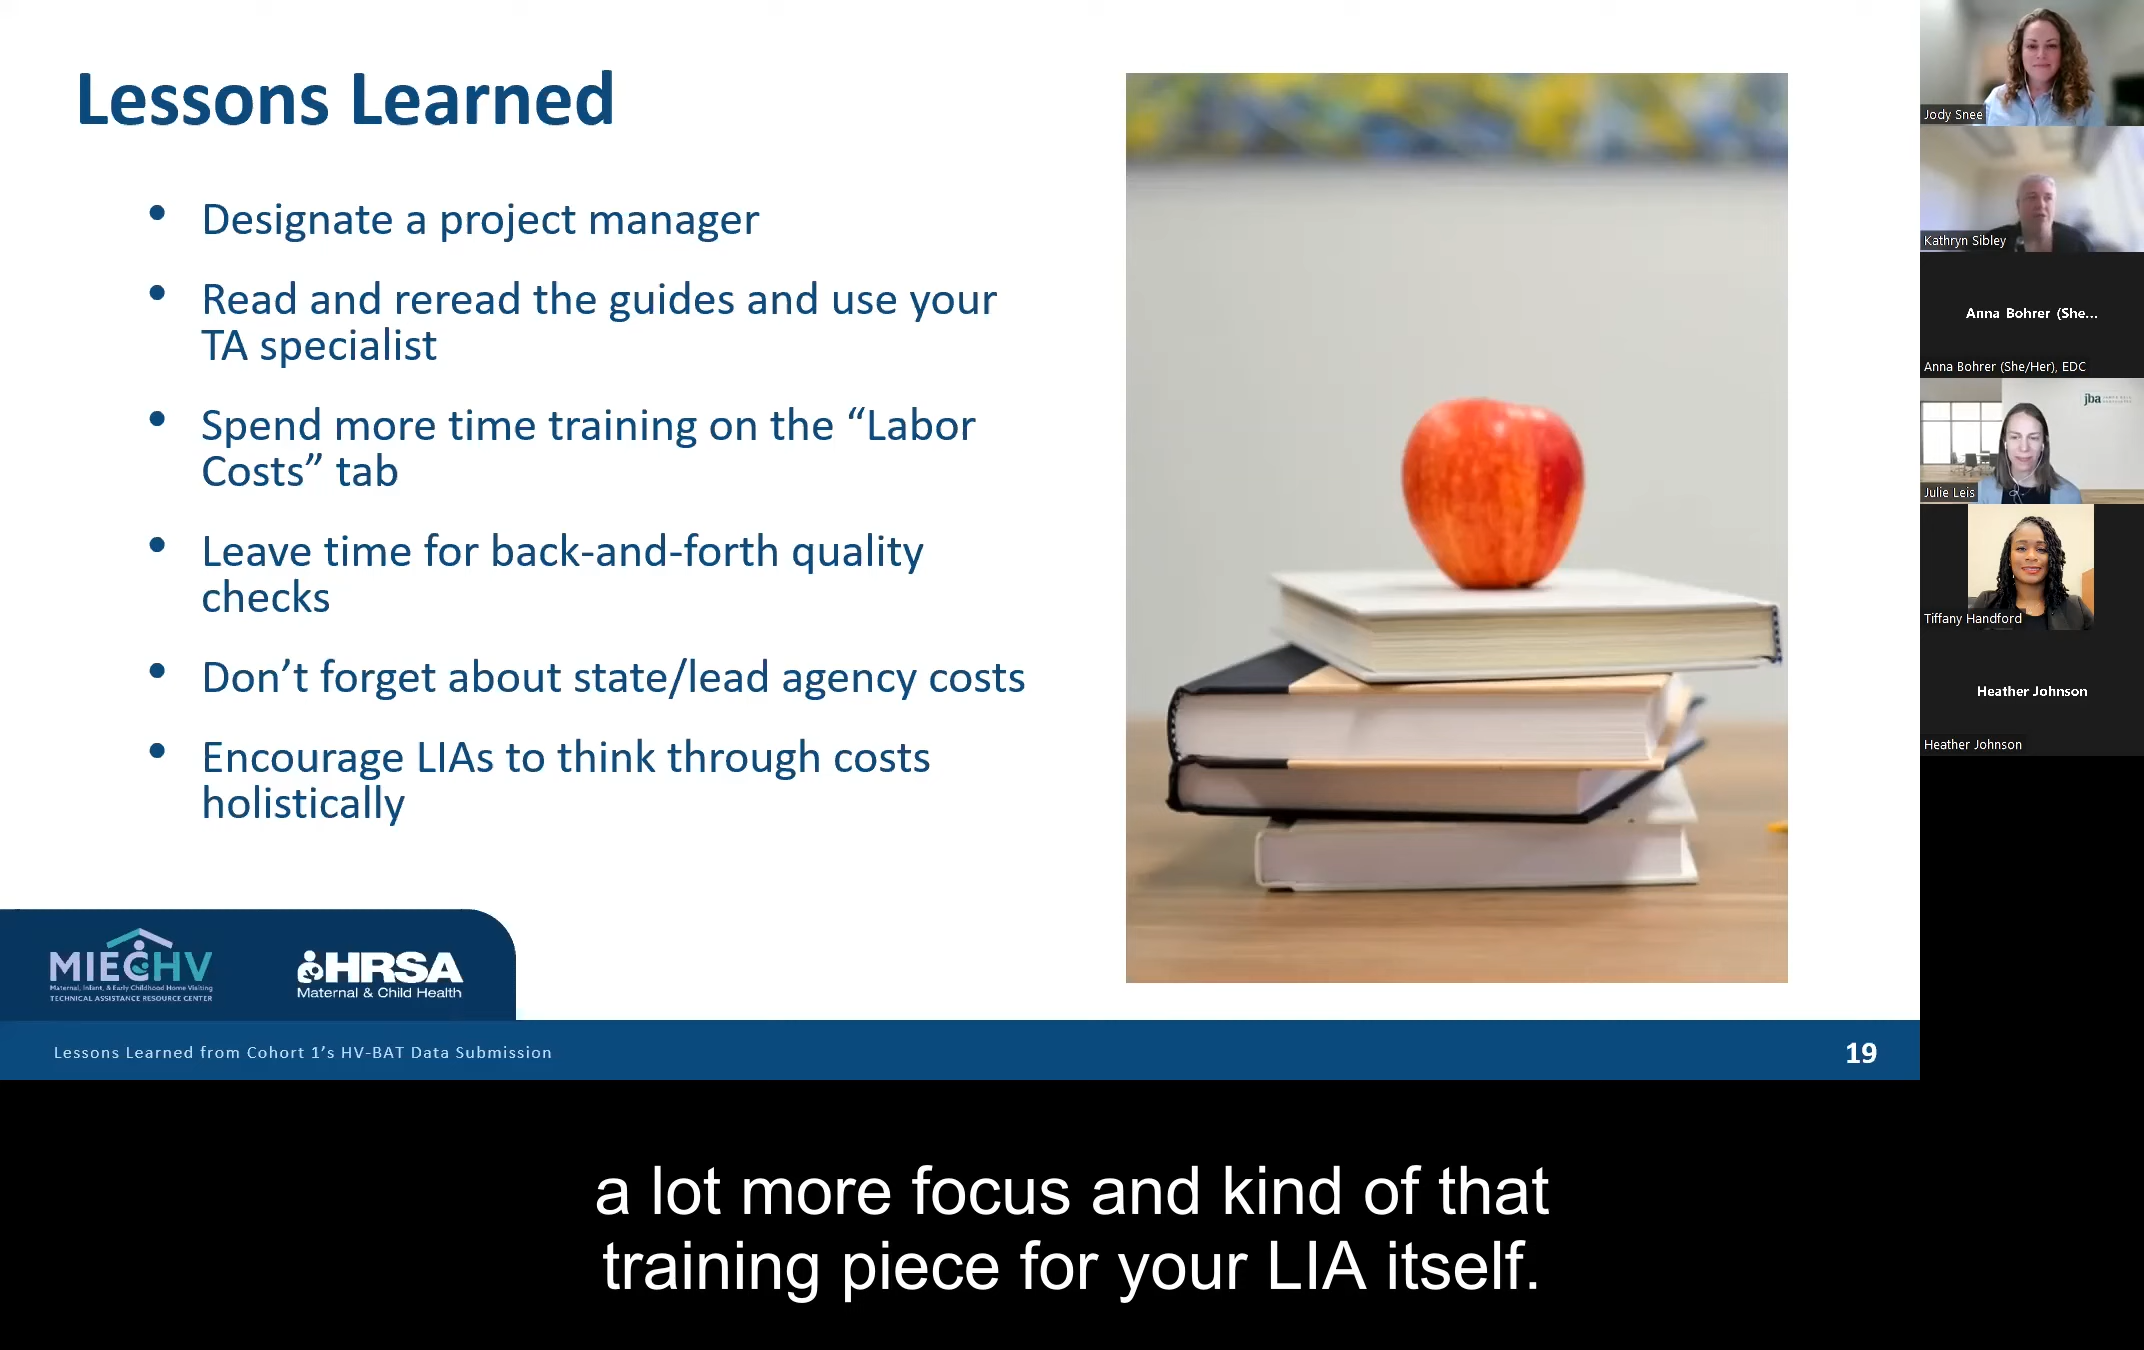 Lessons Learned
• Designate a project manager
• Read and reread the guides and use your
TA specialist
• Spend more time training on the “Labor
Costs” tab
• Leave time for back-and-forth quality
checks
• Don’t forget about state/lead agency costs
• Encourage LIAs to think through costs
holistically
MIECHV
Maternal, Infant, & Early Childhood Home Visiting
TECHNICAL ASSISTANCE RESOURCE CENTER
HRSA
Maternal & Child Health
Lessons Learned from Cohort 1’s HV-BAT Data Submission
19
Jody Snee
Kathryn Sibley
Anna Bohrer (She...
Anna Bohrer (She/Her), EDC
jba
Julie Leis
Tiffany Handford
Heather Johnson
Heather Johnson
a lot more focus and kind of that
training piece for your LIA itself.